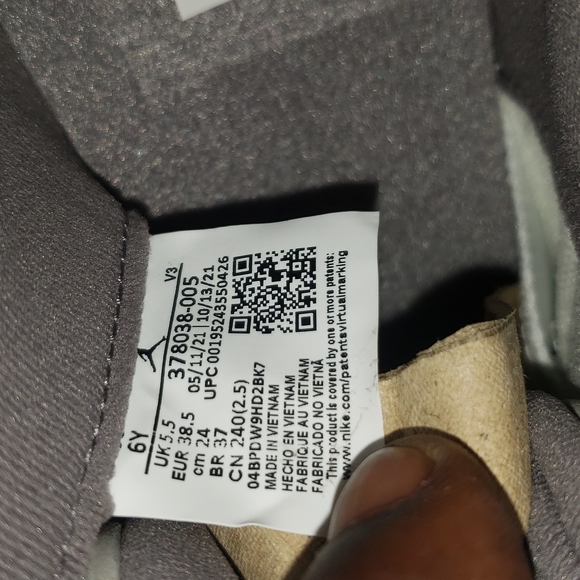 V3
378038-005
05/11/21 | 10/13/21
UPC 00195243550426
6Y
UK 5.5
EUR 38.5
cm 24
BR 37
CN 240(2.5)
04BPDW9HD2BK7
MADE IN VIETNAM
HECHO EN VIETNAM
FABRIQUE AU VIETNAM
FABRICADO NO VIETNÃ
This product is covered by one or more patents:
www.nike.com/patentsvirtualmarking